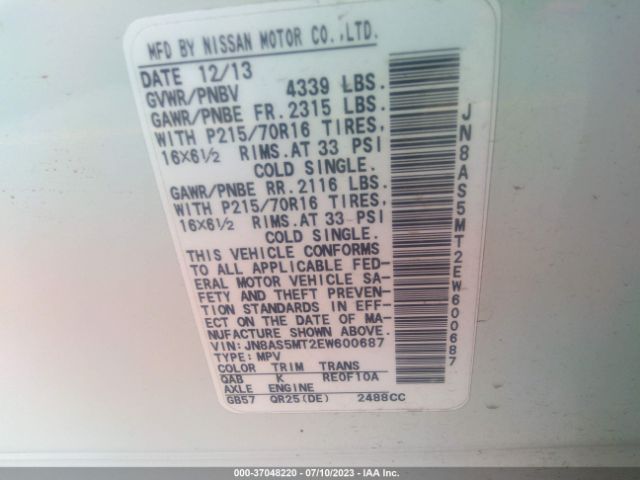 MFD BY NISSAN MOTOR CO.,LTD.
DATE 12/13
GVWR/PNBV 4339 LBS.
GAWR/PNBE FR. 2315 LBS.
WITH P215/70R16 TIRES,
16X6½ RIMS. AT 33 PSI
COLD SINGLE.
GAWR/PNBE RR. 2116 LBS.
WITH P215/70R16 TIRES,
16X6½ RIMS. AT 33 PSI
COLD SINGLE.
THIS VEHICLE CONFORMS
TO ALL APPLICABLE FED-
ERAL MOTOR VEHICLE SA-
FETY AND THEFT PREVEN-
TION STANDARDS IN EFF-
ECT ON THE DATE OF MA-
NUFACTURE SHOWN ABOVE.
VIN: JN8AS5MT2EW600687
TYPE: MPV
COLOR TRIM TRANS
QAB K RE0F10A
AXLE ENGINE
GB57 QR25(DE) 2488CC
JN8AS5MT2EW600687
000-37048220 - 07/10/2023 - IAA Inc.